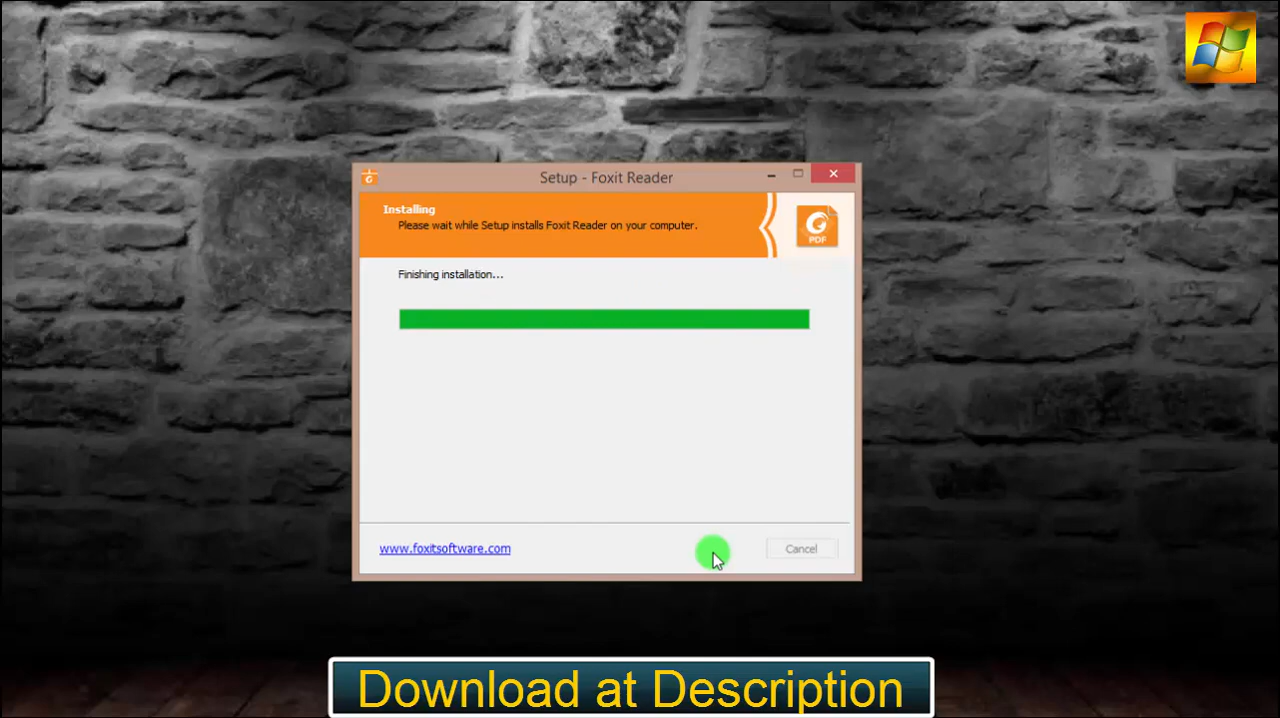 Setup - Foxit Reader
Installing
Please wait while Setup installs Foxit Reader on your computer.
PDF
Finishing installation...
www.foxitsoftware.com
Cancel
Download at Description